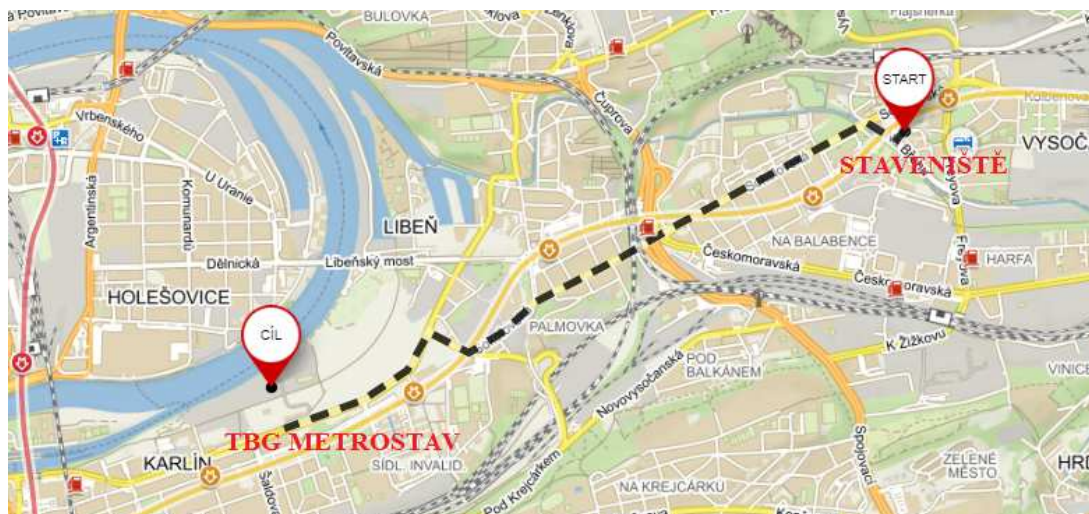 BULOVKA
Povltavská
START
Čuprova
Vrbenského
Kolbenova
VYSOČ
STAVENIŠTĚ
U Uranie
Argentinská
Komunardů
LIBEŇ
Dělnická
Libeňský most
NA BALABENCE
Freyova
HARFA
Českomoravská
Českomoravská
HOLEŠOVICE
CÍL
PALMOVKA
POD
BALKÁNEM
K Žižkovu
Novovysočanská
VINICE
TBG METROSTAV
KARLÍN
SÍDL. INVALID.
Šaldova
Pod Krejcárkem
NA KREJCÁRKU
Spojovací
ZELENÉ
MĚSTO
HRD